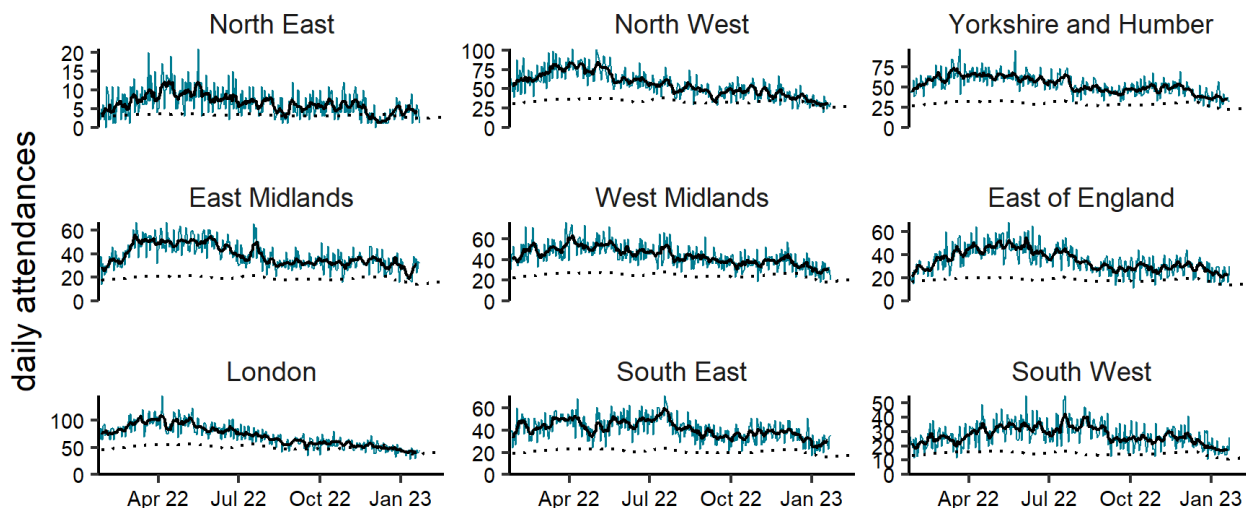 North East
North West
Yorkshire and Humber
20
15
10
5
0
100
75
50
25
0
75
50
25
0
daily attendances
East Midlands
West Midlands
East of England
60
40
20
0
60
40
20
0
60
40
20
0
London
South East
South West
100
50
0
60
40
20
0
50
40
30
20
10
0
Apr 22
Jul 22
Oct 22
Jan 23
Apr 22
Jul 22
Oct 22
Jan 23
Apr 22
Jul 22
Oct 22
Jan 23